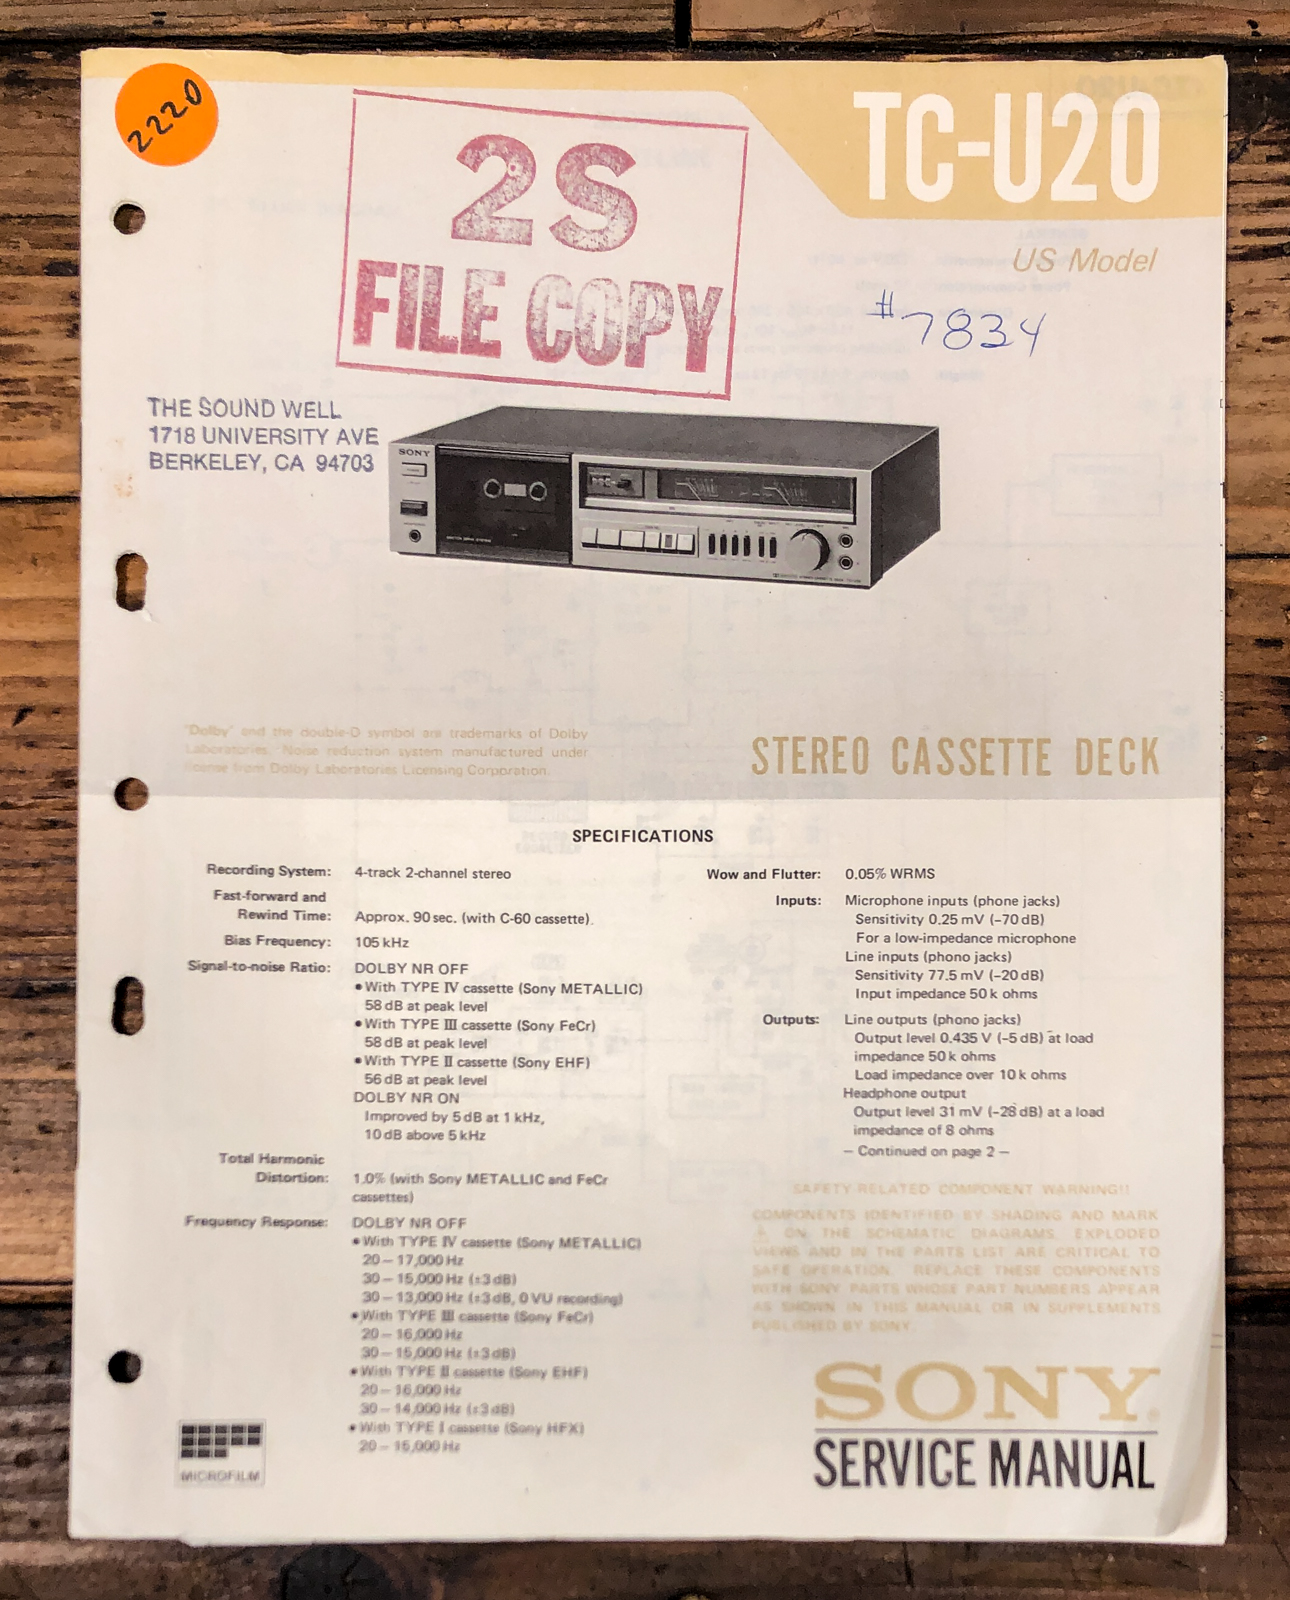 2220
2S
FILE COPY
TC-U20
US Model
#7834
THE SOUND WELL
1718 UNIVERSITY AVE
BERKELEY, CA 94703
SONY
"Dolby" and the double-D symbol are trademarks of Dolby
Laboratories. Noise reduction system manufactured under
license from Dolby Laboratories Licensing Corporation.
STEREO CASSETTE DECK
SPECIFICATIONS
Recording System: 4-track 2-channel stereo
Fast-forward and
Rewind Time: Approx. 90 sec. (with C-60 cassette).
Bias Frequency: 105 kHz
Signal-to-noise Ratio: DOLBY NR OFF
• With TYPE IV cassette (Sony METALLIC)
58 dB at peak level
• With TYPE III cassette (Sony FeCr)
58 dB at peak level
• With TYPE II cassette (Sony EHF)
56 dB at peak level
DOLBY NR ON
Improved by 5 dB at 1 kHz,
10 dB above 5 kHz
Total Harmonic
Distortion: 1.0% (with Sony METALLIC and FeCr
cassettes)
Frequency Response: DOLBY NR OFF
• With TYPE IV cassette (Sony METALLIC)
20 – 17,000 Hz
30 – 15,000 Hz (±3 dB)
30 – 13,000 Hz (±3 dB, 0 VU recording)
• With TYPE III cassette (Sony FeCr)
20 – 16,000 Hz
30 – 15,000 Hz (±3 dB)
• With TYPE II cassette (Sony EHF)
20 – 16,000 Hz
30 – 14,000 Hz (±3 dB)
• With TYPE I cassette (Sony HFX)
20 – 15,000 Hz
Wow and Flutter: 0.05% WRMS
Inputs: Microphone inputs (phone jacks)
Sensitivity 0.25 mV (–70 dB)
For a low-impedance microphone
Line inputs (phono jacks)
Sensitivity 77.5 mV (–20 dB)
Input impedance 50 k ohms
Outputs: Line outputs (phono jacks)
Output level 0.435 V (–5 dB) at load
impedance 50 k ohms
Load impedance over 10 k ohms
Headphone output
Output level 31 mV (–28 dB) at a load
impedance of 8 ohms
– Continued on page 2 –
SAFETY-RELATED COMPONENT WARNING!!
COMPONENTS IDENTIFIED BY SHADING AND MARK
⚠ ON THE SCHEMATIC DIAGRAMS, EXPLODED
VIEWS AND IN THE PARTS LIST ARE CRITICAL TO
SAFE OPERATION. REPLACE THESE COMPONENTS
WITH SONY PARTS WHOSE PART NUMBERS APPEAR
AS SHOWN IN THIS MANUAL OR IN SUPPLEMENTS
PUBLISHED BY SONY.
MICROFILM
SONY®
SERVICE MANUAL